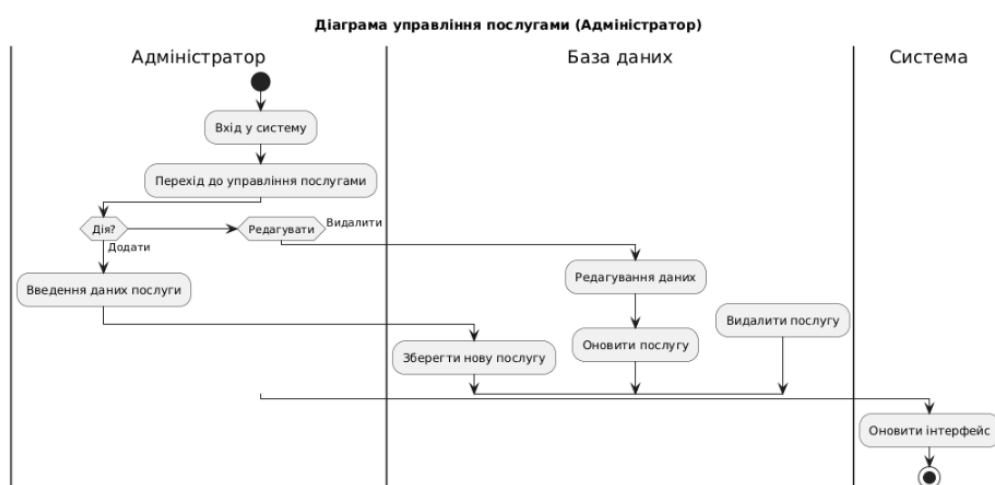 Діаграма управління послугами (Адміністратор)
Адміністратор
База даних
Система
Вхід у систему
Перехід до управління послугами
Дія?
Редагувати
Видалити
Додати
Введення даних послуги
Редагування даних
Видалити послугу
Зберегти нову послугу
Оновити послугу
Оновити інтерфейс